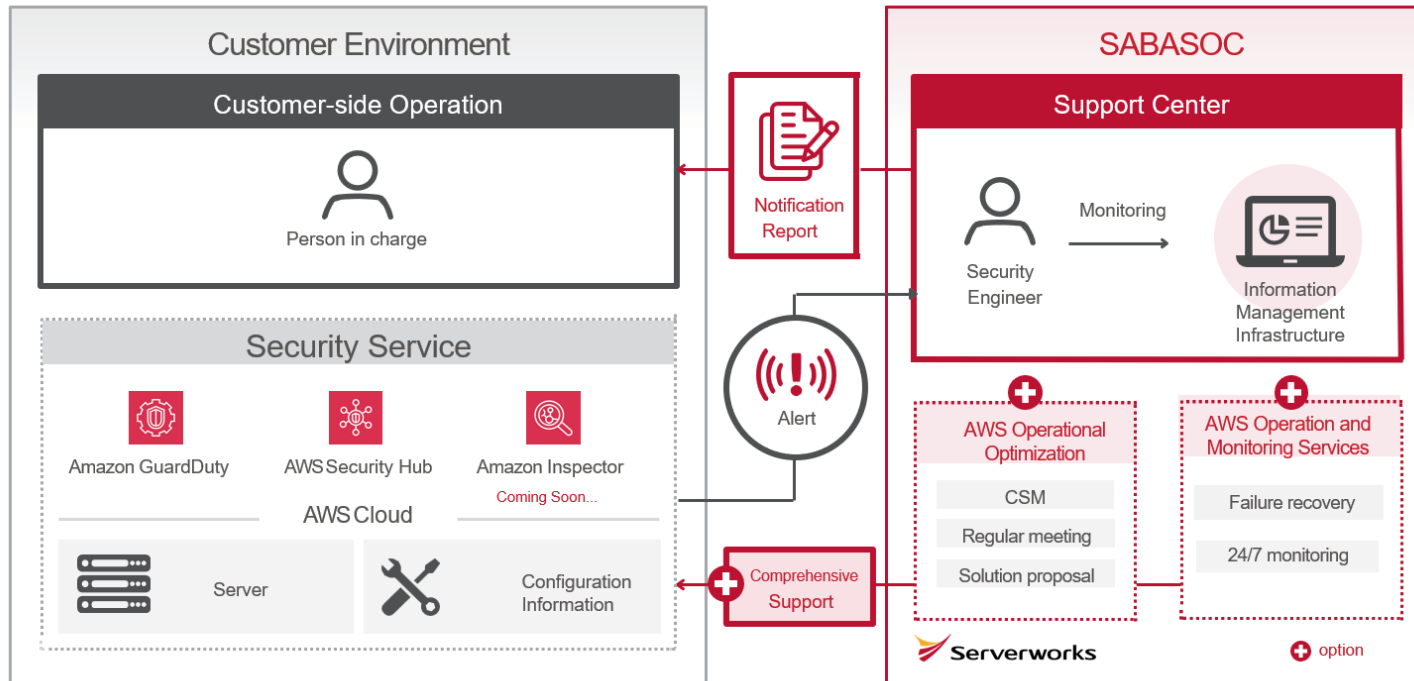 Customer Environment
Customer-side Operation
Person in charge
Security Service
Amazon GuardDuty
AWS Security Hub
Amazon Inspector
Coming Soon...
AWS Cloud
Server
Configuration
Information
Notification
Report
Alert
Comprehensive
Support
SABASOC
Support Center
Security
Engineer
Monitoring
Information
Management
Infrastructure
AWS Operational
Optimization
CSM
Regular meeting
Solution proposal
AWS Operation and
Monitoring Services
Failure recovery
24/7 monitoring
Serverworks
option